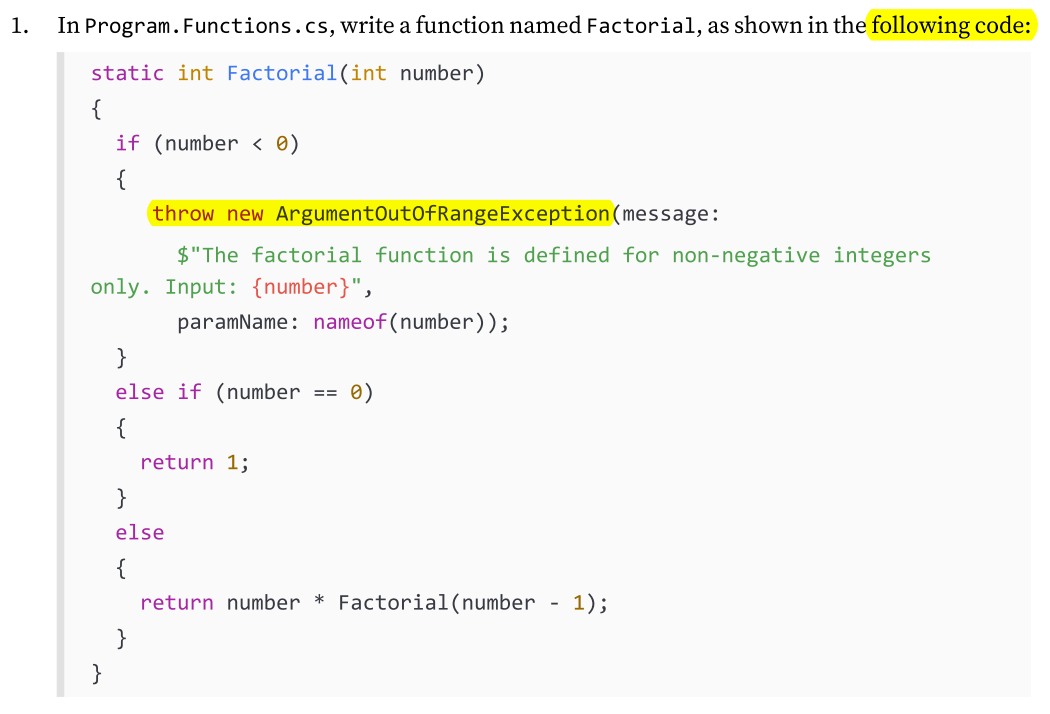 1. In Program.Functions.cs, write a function named Factorial, as shown in the following code:
static int Factorial(int number)
{
  if (number < 0)
  {
    throw new ArgumentOutOfRangeException(message:
      $"The factorial function is defined for non-negative integers
only. Input: {number}",
      paramName: nameof(number));
  }
  else if (number == 0)
  {
    return 1;
  }
  else
  {
    return number * Factorial(number - 1);
  }
}